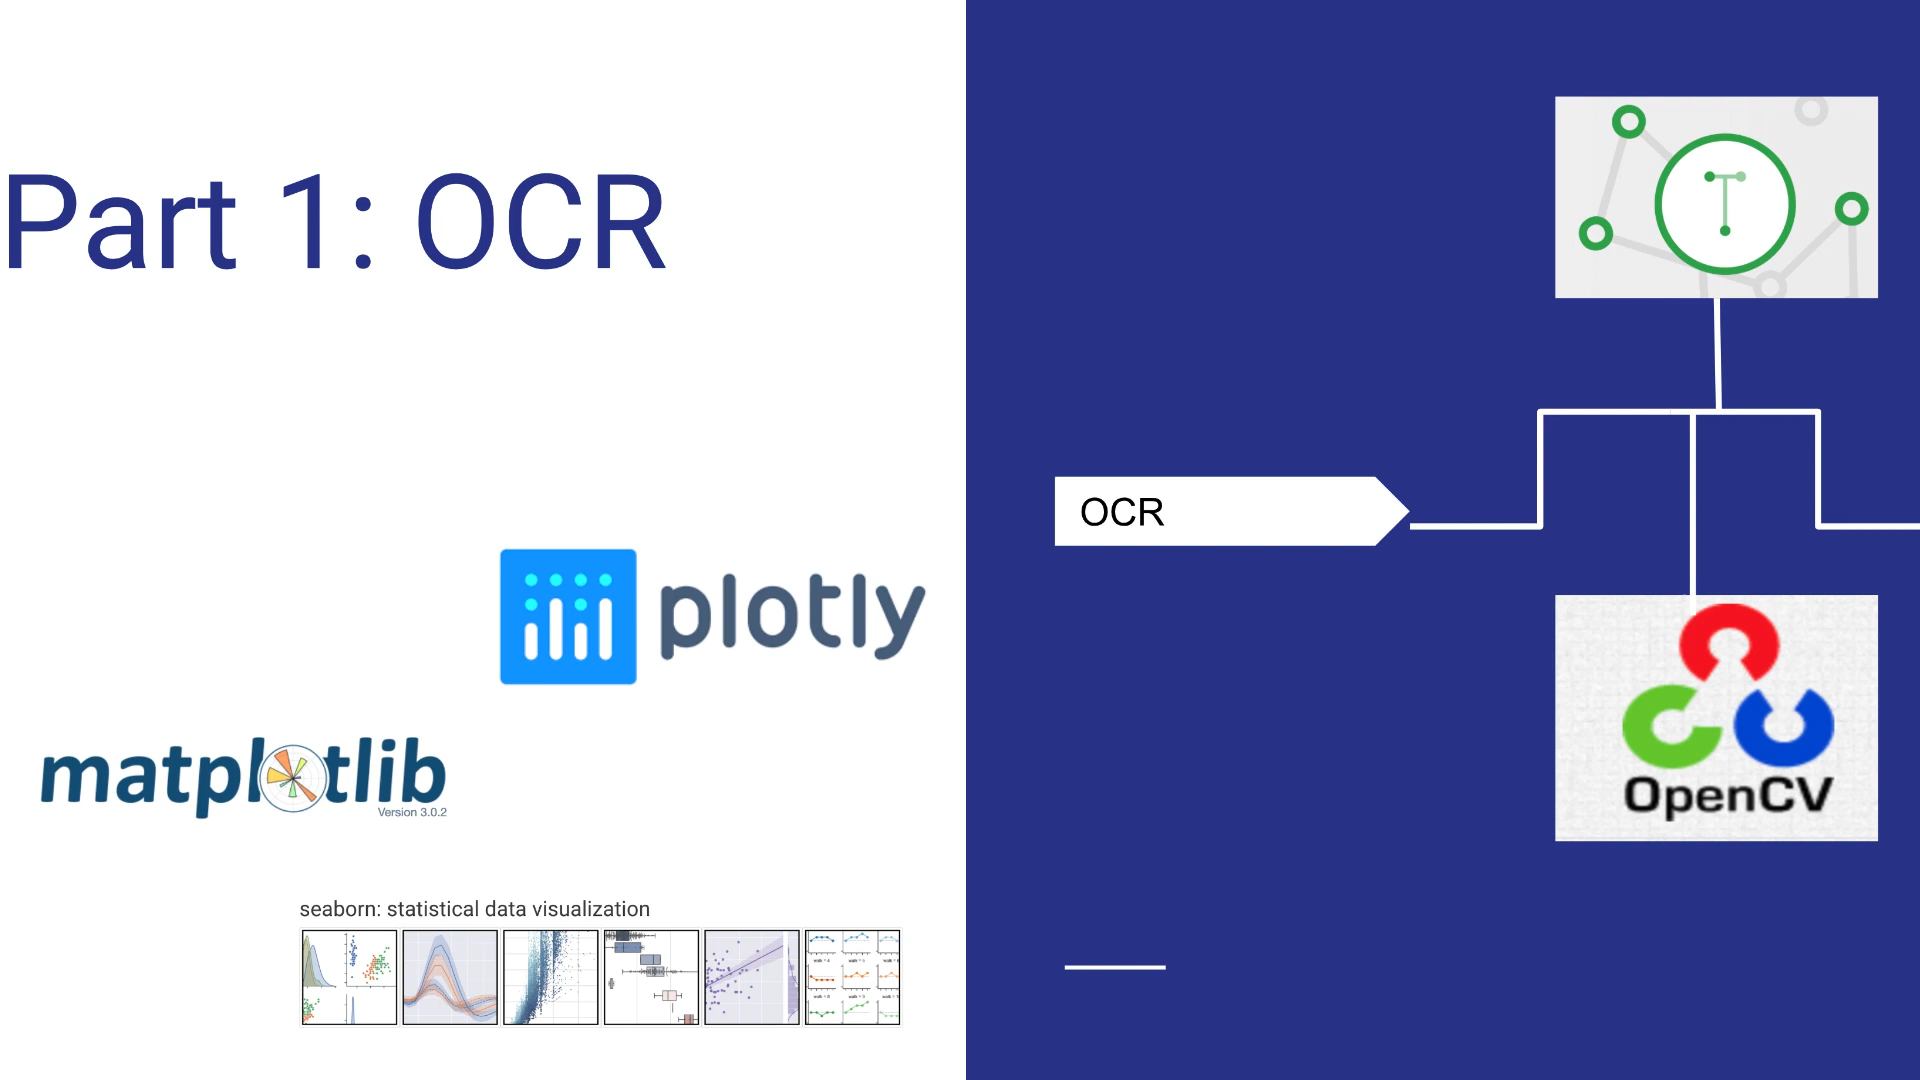 Part 1: OCR
plotly
matplotlib
Version 3.0.2
seaborn: statistical data visualization
OCR
T
OpenCV